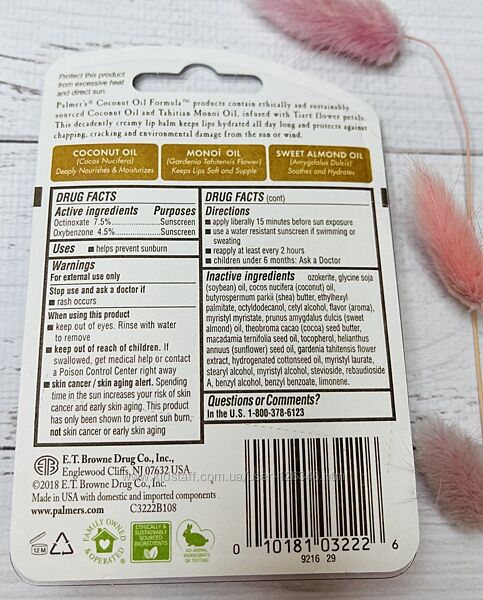 Protect this product
from excessive heat
and direct sun.
Palmer's® Coconut Oil Formula™ products contain ethically and sustainably
sourced Coconut Oil and Tahitian Monoi Oil, infused with Tiaré flower petals.
This decadently creamy lip balm keeps lips hydrated all day long and protects against
chapping, cracking and environmental damage from the sun or wind.
COCONUT OIL
(Cocos Nucifera)
Deeply Nourishes & Moisturizes
MONOÏ OIL
(Gardenia Tahitensis Flower)
Keeps Lips Soft and Supple
SWEET ALMOND OIL
(Amygdalus Dulcis)
Soothes and Hydrates
DRUG FACTS
Active ingredients Purposes
Octinoxate 7.5%......................Sunscreen
Oxybenzone 4.5%..................Sunscreen
Uses ■ helps prevent sunburn
Warnings
For external use only
Stop use and ask a doctor if
■ rash occurs
When using this product
■ keep out of eyes. Rinse with water
to remove
■ keep out of reach of children. If
swallowed, get medical help or contact
a Poison Control Center right away
■ skin cancer / skin aging alert. Spending
time in the sun increases your risk of skin
cancer and early skin aging. This product
has only been shown to prevent sun burn,
not skin cancer or early skin aging
DRUG FACTS (cont)
Directions
■ apply liberally 15 minutes before sun exposure
■ use a water resistant sunscreen if swimming or
sweating
■ reapply at least every 2 hours
■ children under 6 months: Ask a Doctor
Inactive ingredients ozokerite, glycine soja
(soybean) oil, cocos nucifera (coconut) oil,
butyrospermum parkii (shea) butter, ethylhexyl
palmitate, octyldodecanol, cetyl alcohol, flavor (aroma),
myristyl myristate, prunus amygdalus dulcis (sweet
almond) oil, theobroma cacao (cocoa) seed butter,
macadamia ternifolia seed oil, tocopherol, helianthus
annuus (sunflower) seed oil, gardenia tahitensis flower
extract, hydrogenated cottonseed oil, myristyl laurate,
stearyl alcohol, myristyl alcohol, stevioside, rebaudioside
A, benzyl alcohol, benzyl benzoate, limonene.
Questions or Comments?
In the U.S. 1-800-378-6123
E.T. Browne Drug Co., Inc.,
Englewood Cliffs, NJ 07632 USA
©2018 E.T. Browne Drug Co., Inc.
Made in USA with domestic and imported components
www.palmers.com C3222B108
12 M
FAMILY OWNED
& OPERATED
ETHICALLY &
SUSTAINABLY
SOURCED
INGREDIENTS
NO ANIMAL
INGREDIENTS
OR TESTING
0 10181 03222 6
9216 29